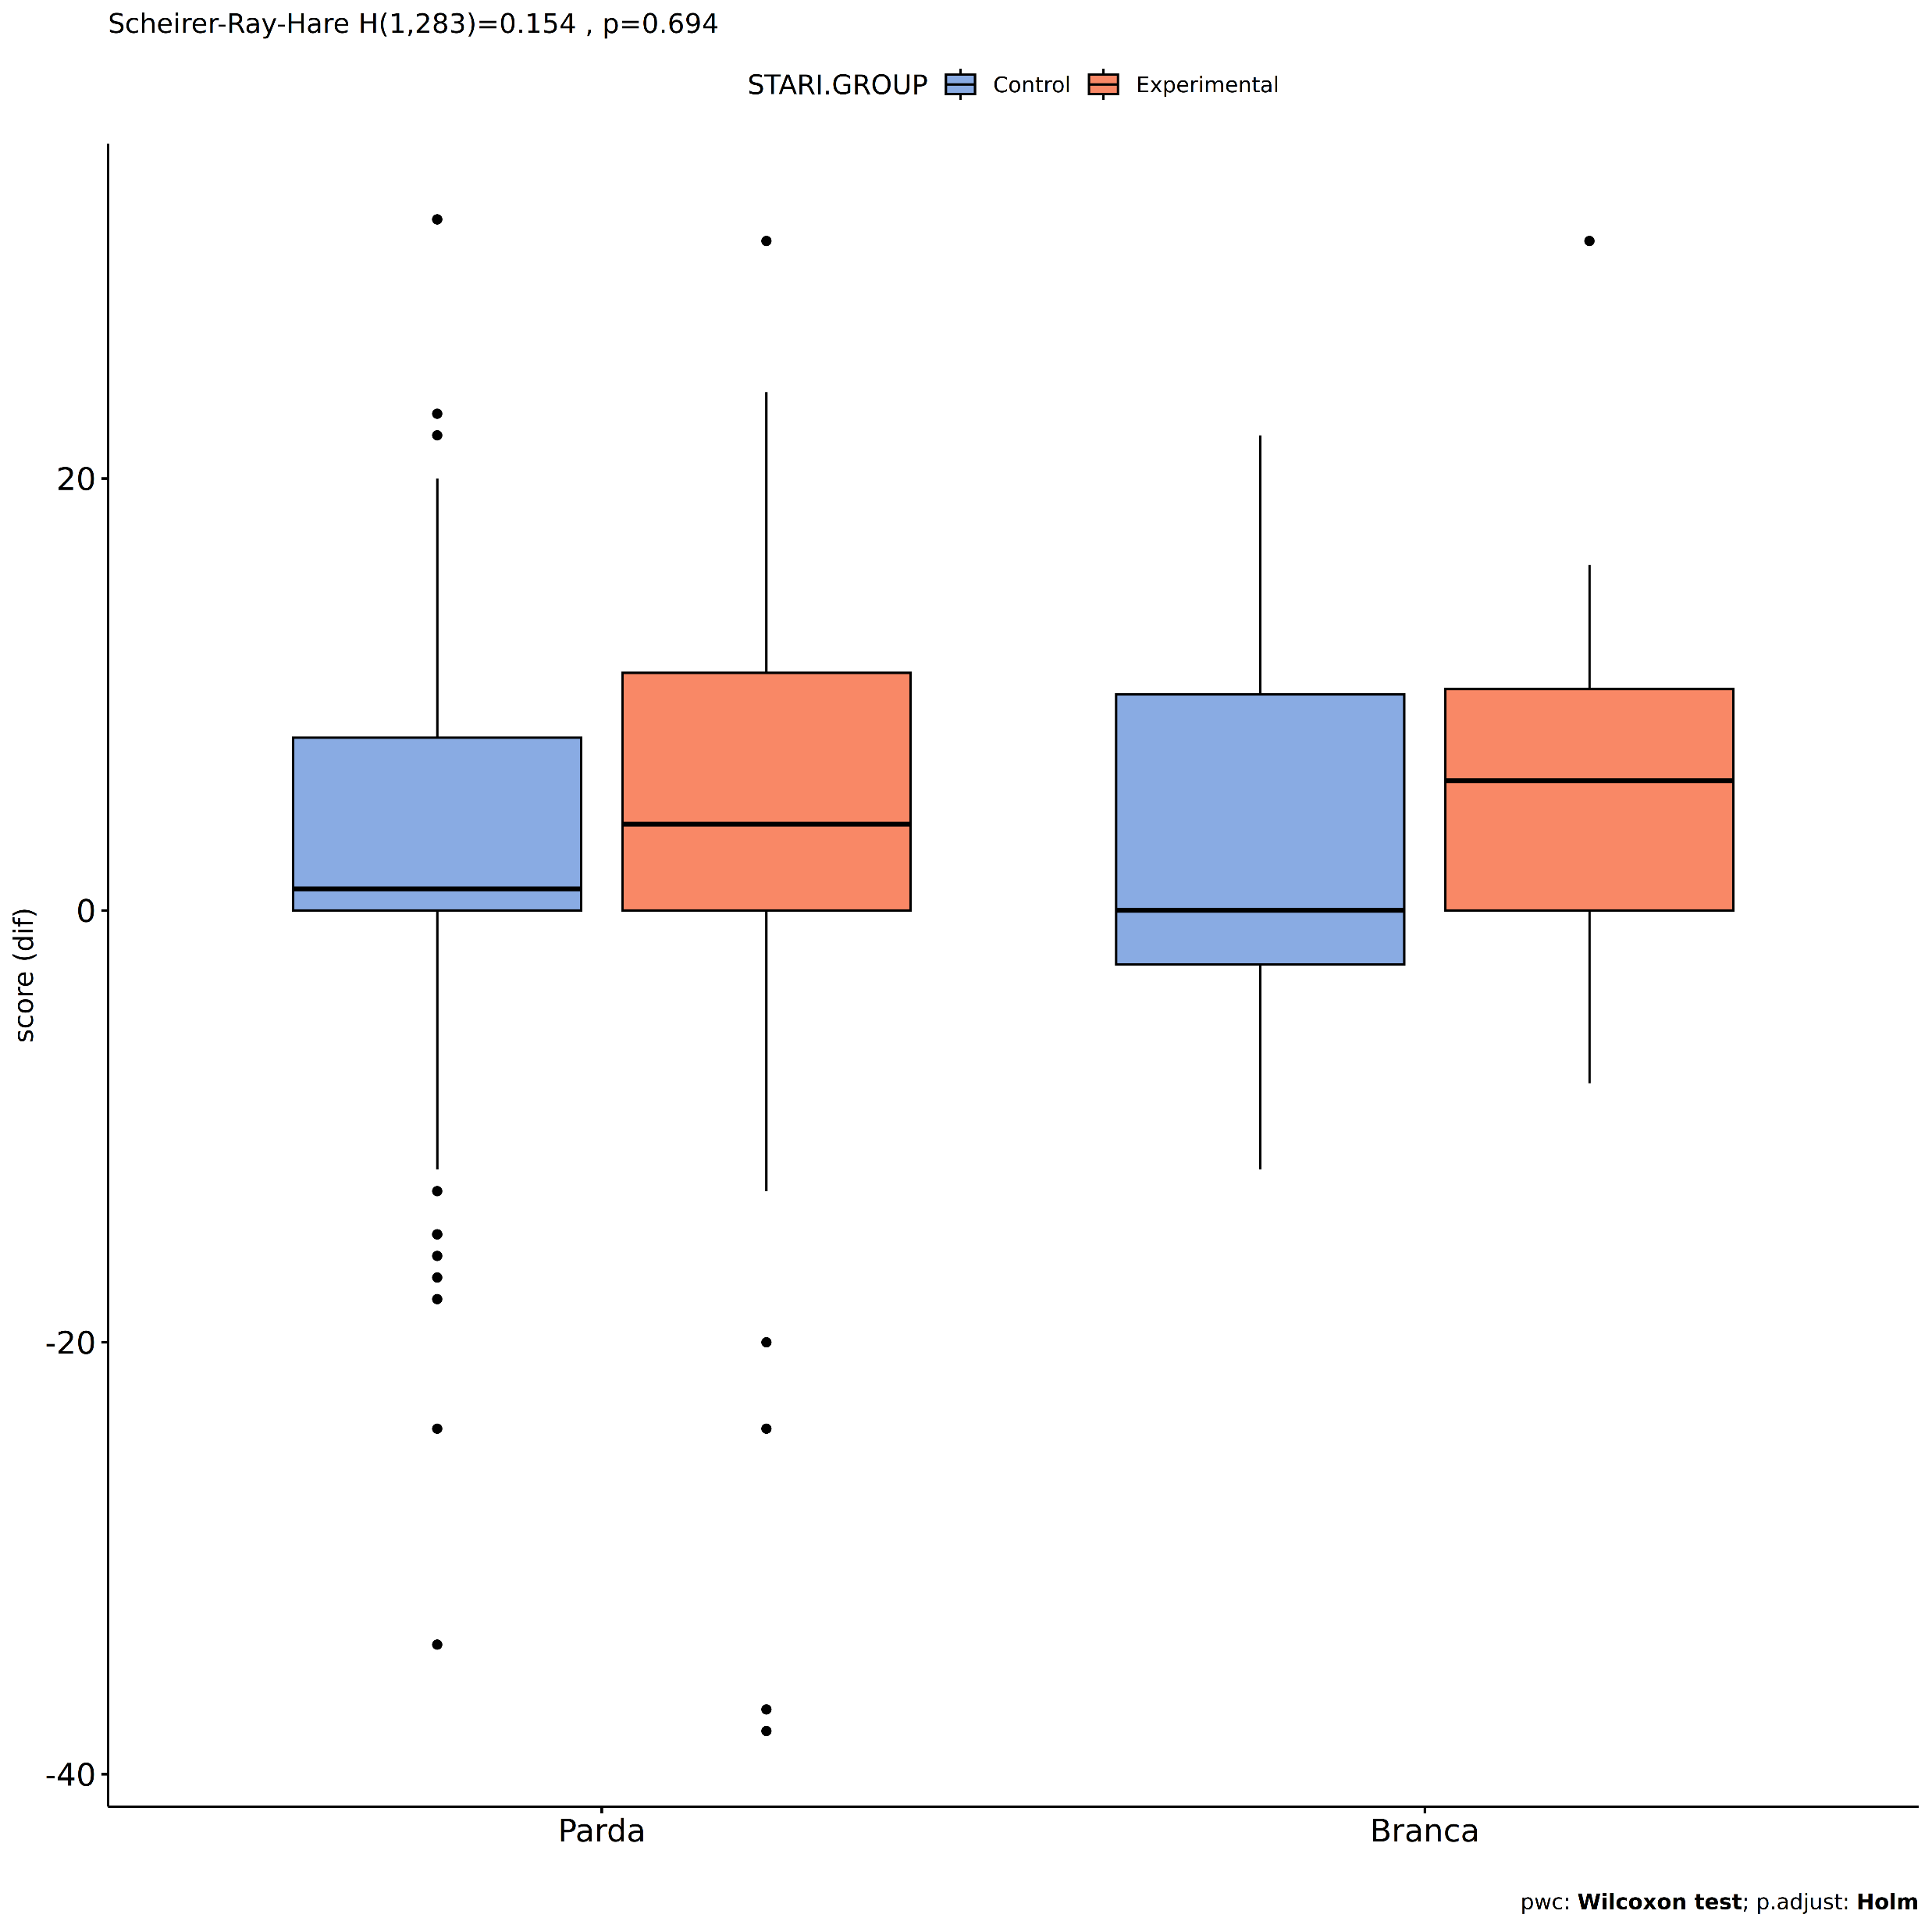 Scheirer-Ray-Hare H(1,283)=0.154 , p=0.694
STARI.GROUP Control Experimental
score (dif)
20
0
-20
-40
Parda Branca
pwc: Wilcoxon test; p.adjust: Holm